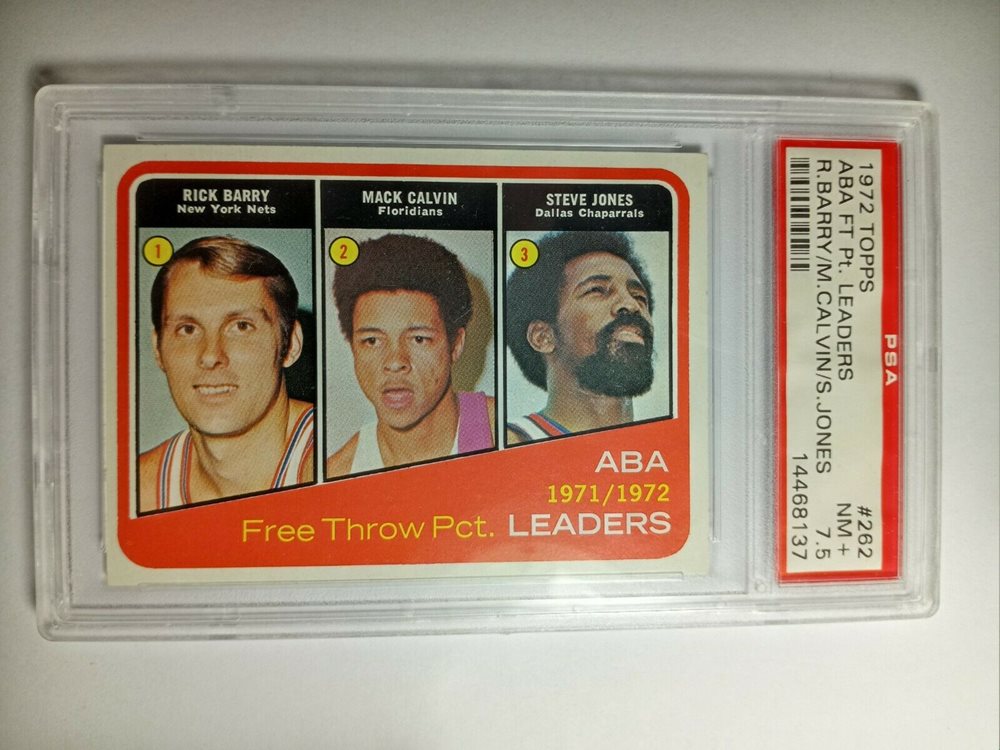 RICK BARRY
New York Nets
1
MACK CALVIN
Floridians
2
STEVE JONES
Dallas Chaparrals
3
ABA
1971/1972
Free Throw Pct. LEADERS
PSA
1972 TOPPS #262
ABA FT Pt. LEADERS NM+
R.BARRY/M.CALVIN/S.JONES 7.5
14468137